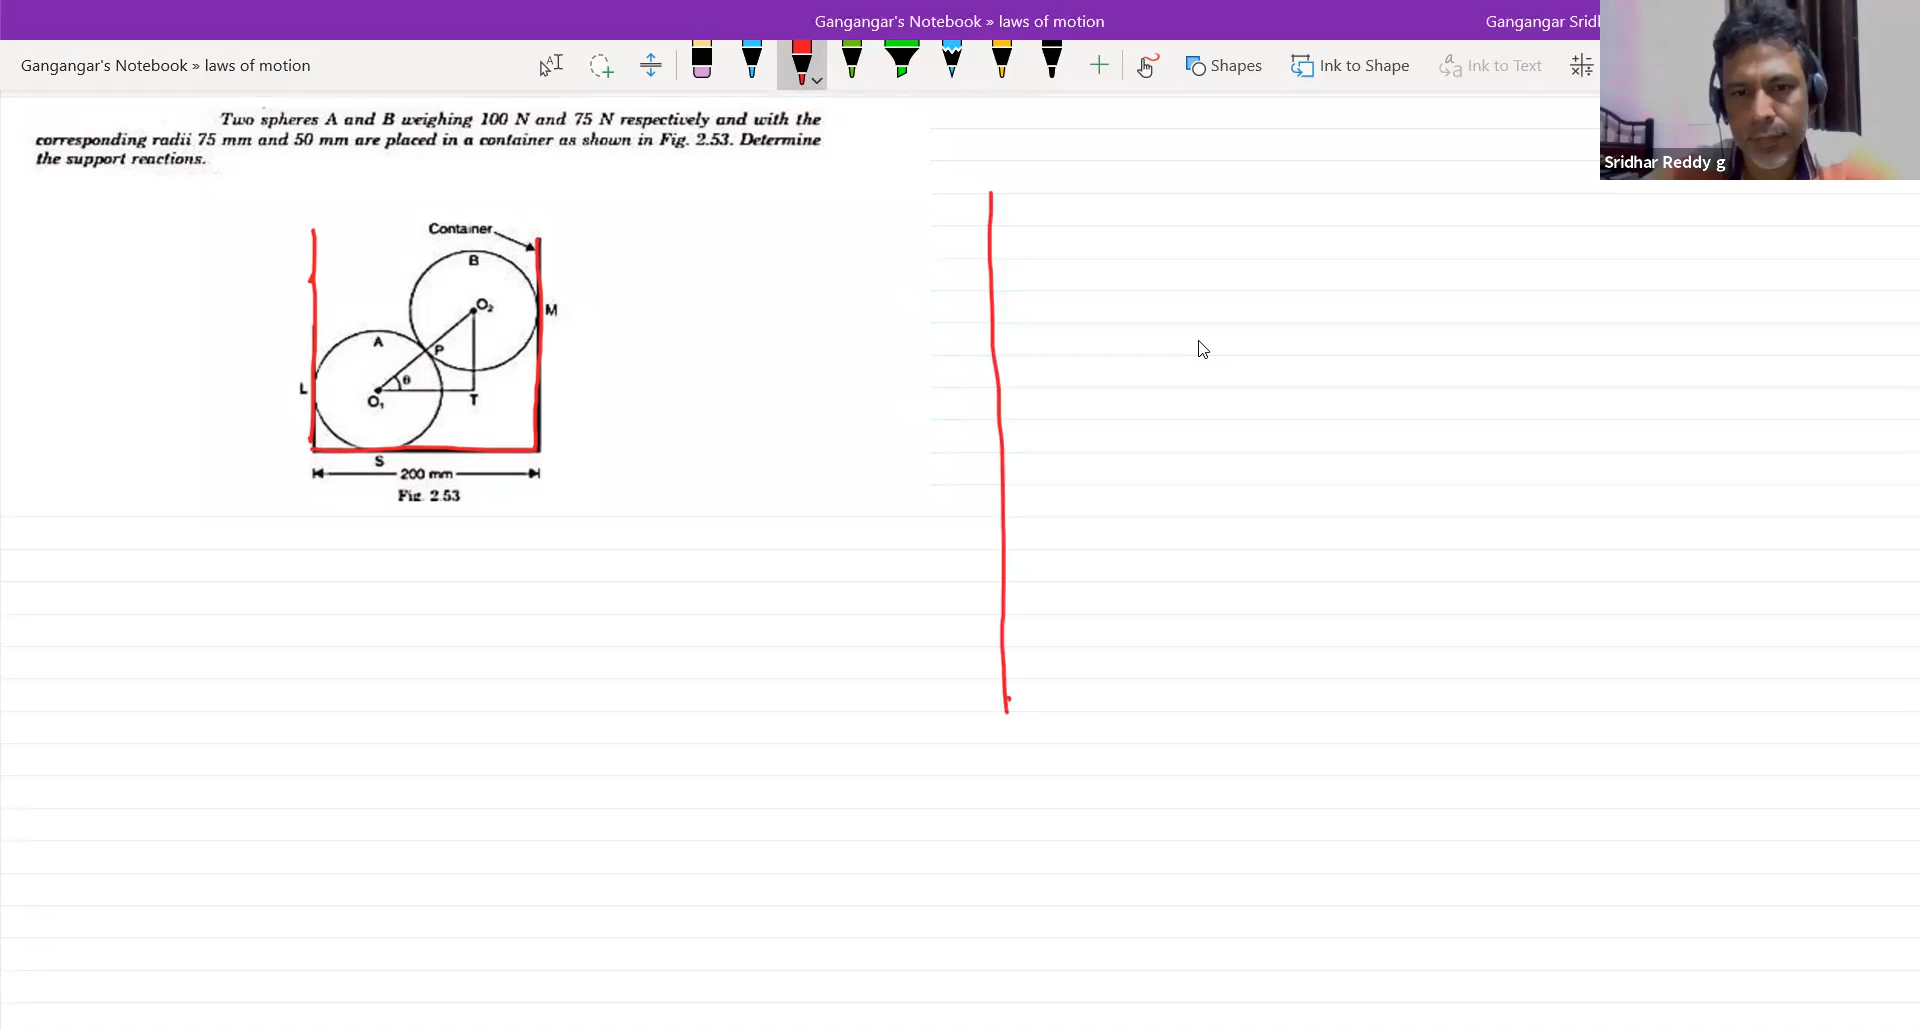 Gangangar's Notebook » laws of motion
Gangangar Sridl
Gangangar's Notebook » laws of motion
Shapes
Ink to Shape
Ink to Text
Sridhar Reddy g
Two spheres A and B weighing 100 N and 75 N respectively and with the
corresponding radii 75 mm and 50 mm are placed in a container as shown in Fig. 2.53. Determine
the support reactions.
Container
B
O₂
M
A
P
θ
L
O₁
T
S
200 mm
Fig 2.53